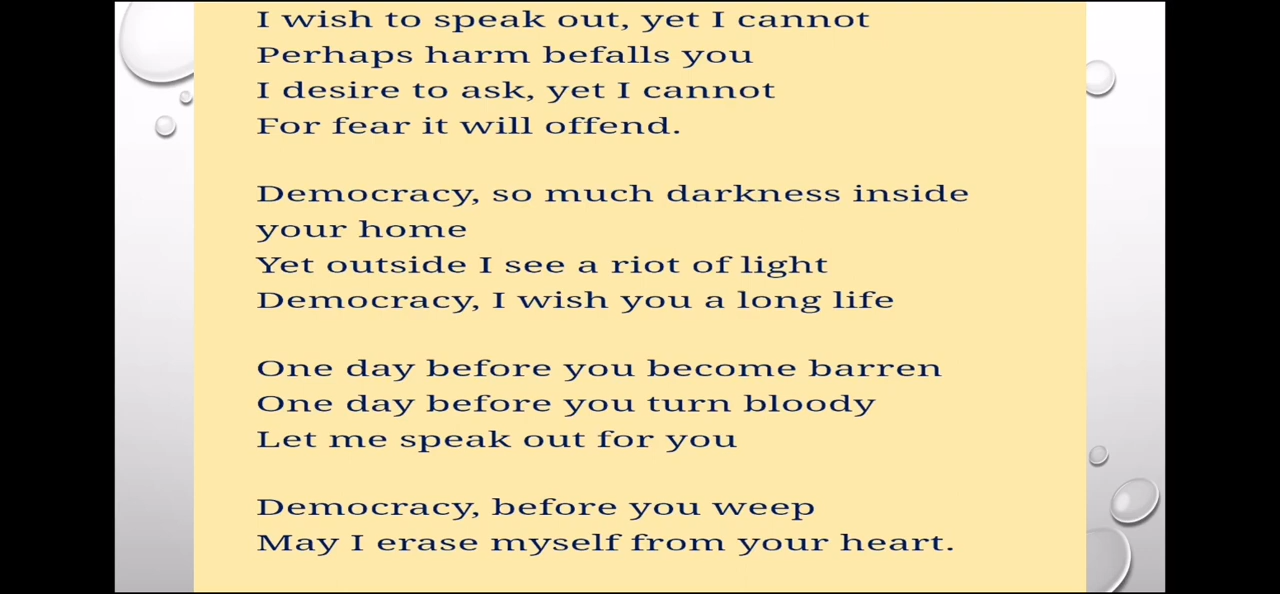 I wish to speak out, yet I cannot
Perhaps harm befalls you
I desire to ask, yet I cannot
For fear it will offend.
Democracy, so much darkness inside
your home
Yet outside I see a riot of light
Democracy, I wish you a long life
One day before you become barren
One day before you turn bloody
Let me speak out for you
Democracy, before you weep
May I erase myself from your heart.